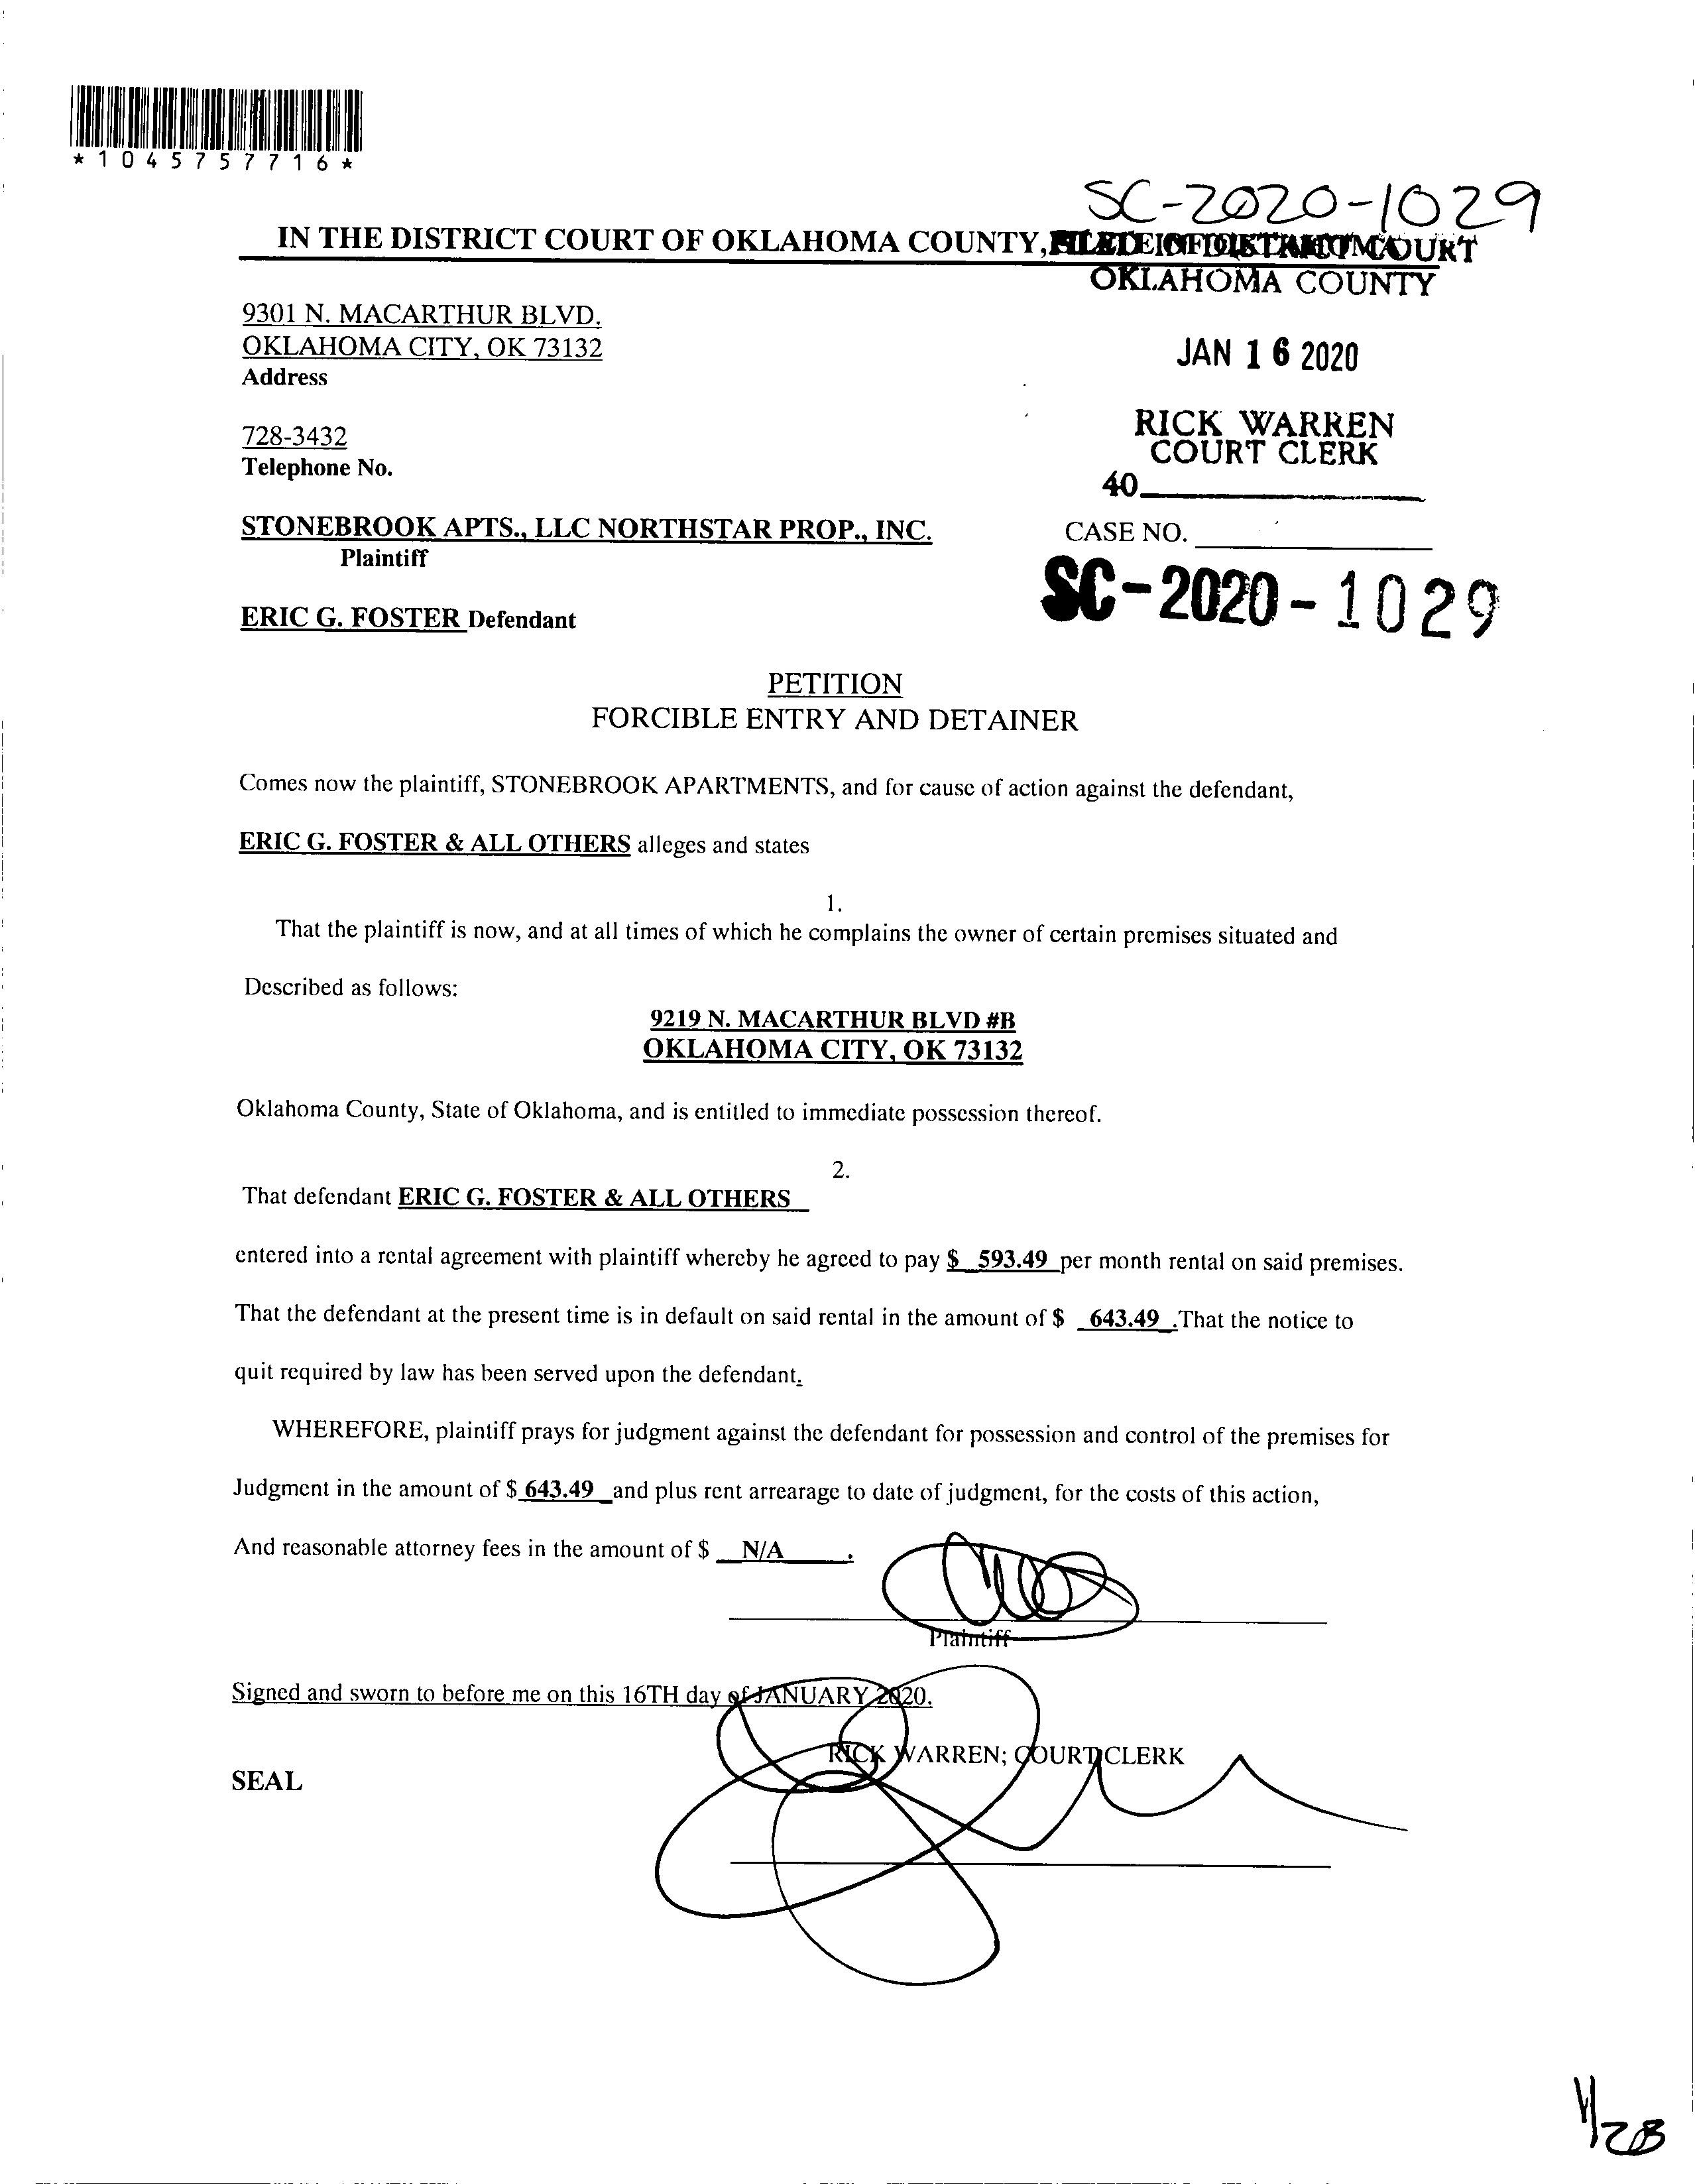 *1045757716*
SC-2020-1029
IN THE DISTRICT COURT OF OKLAHOMA COUNTY,
OKLAHOMA COUNTY
9301 N. MACARTHUR BLVD.
OKLAHOMA CITY, OK 73132
Address
JAN 16 2020
728-3432
Telephone No.
RICK WARREN
COURT CLERK
40
STONEBROOK APTS., LLC NORTHSTAR PROP., INC.
Plaintiff
CASE NO.
SC-2020-1029
ERIC G. FOSTER Defendant
PETITION
FORCIBLE ENTRY AND DETAINER
Comes now the plaintiff, STONEBROOK APARTMENTS, and for cause of action against the defendant,
ERIC G. FOSTER & ALL OTHERS alleges and states
1.
That the plaintiff is now, and at all times of which he complains the owner of certain premises situated and
Described as follows:
9219 N. MACARTHUR BLVD #B
OKLAHOMA CITY, OK 73132
Oklahoma County, State of Oklahoma, and is entitled to immediate possession thereof.
2.
That defendant ERIC G. FOSTER & ALL OTHERS
entered into a rental agreement with plaintiff whereby he agreed to pay $ 593.49 per month rental on said premises.
That the defendant at the present time is in default on said rental in the amount of $ 643.49 .That the notice to
quit required by law has been served upon the defendant.
WHEREFORE, plaintiff prays for judgment against the defendant for possession and control of the premises for
Judgment in the amount of $ 643.49 and plus rent arrearage to date of judgment, for the costs of this action,
And reasonable attorney fees in the amount of $ N/A .
Plaintiff
Signed and sworn to before me on this 16TH day of JANUARY 2020.
RICK WARREN; COURT CLERK
SEAL